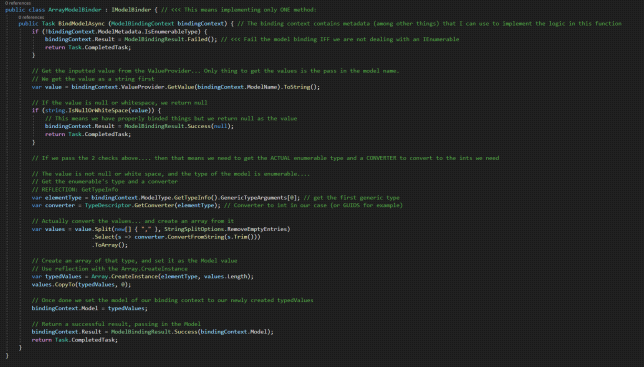 0 references
public class ArrayModelBinder : IModelBinder { // <<< This means implementing only ONE method:
0 references
public Task BindModelAsync (ModelBindingContext bindingContext) { // The binding context contains metadata (among other things) that I can use to implement the logic in this function
if (!bindingContext.ModelMetadata.IsEnumerableType) {
bindingContext.Result = ModelBindingResult.Failed(); // <<< Fail the model binding IFF we are not dealing with an IEnumerable
return Task.CompletedTask;
}
// Get the inputted value from the ValueProvider... Only thing to get the values is the pass in the model name.
// We get the value as a string first
var value = bindingContext.ValueProvider.GetValue(bindingContext.ModelName).ToString();
// If the value is null or whitespace, we return null
if (string.IsNullOrWhiteSpace(value)) {
// This means we have properly binded things but we return null as the value
bindingContext.Result = ModelBindingResult.Success(null);
return Task.CompletedTask;
}
// If we pass the 2 checks above.... then that means we need to get the ACTUAL enumerable type and a CONVERTER to convert to the ints we need
// The value is not null or white space, and the type of the model is enumerable....
// Get the enumerable's type and a converter
// REFLECTION: GetTypeInfo
var elementType = bindingContext.ModelType.GetTypeInfo().GenericTypeArguments[0]; // got the first generic type
var converter = TypeDescriptor.GetConverter(elementType); // Converter to int in our case (or GUIDS for example)
// Actually convert the values... and create an array from it
var values = value.Split(new[] { "," }, StringSplitOptions.RemoveEmptyEntries)
.Select(s => converter.ConvertFromString(s.Trim()))
.ToArray();
// Create an array of that type, and set it as the Model value
// Use reflection with the Array.CreateInstance
var typedValues = Array.CreateInstance(elementType, values.Length);
values.CopyTo(typedValues, 0);
// Once done we set the model of our binding context to our newly created typedValues
bindingContext.Model = typedValues;
// Return a successful result, passing in the Model
bindingContext.Result = ModelBindingResult.Success(bindingContext.Model);
return Task.CompletedTask;
}
}